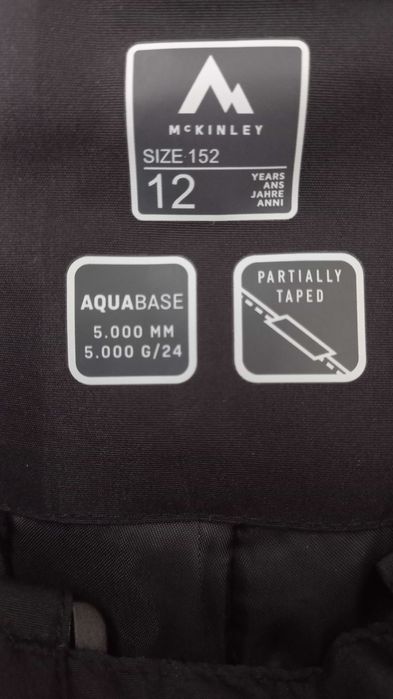 McKINLEY
SIZE 152
12
YEARS
ANS
JAHRE
ANNI
AQUABASE
5.000 MM
5.000 G/24
PARTIALLY
TAPED